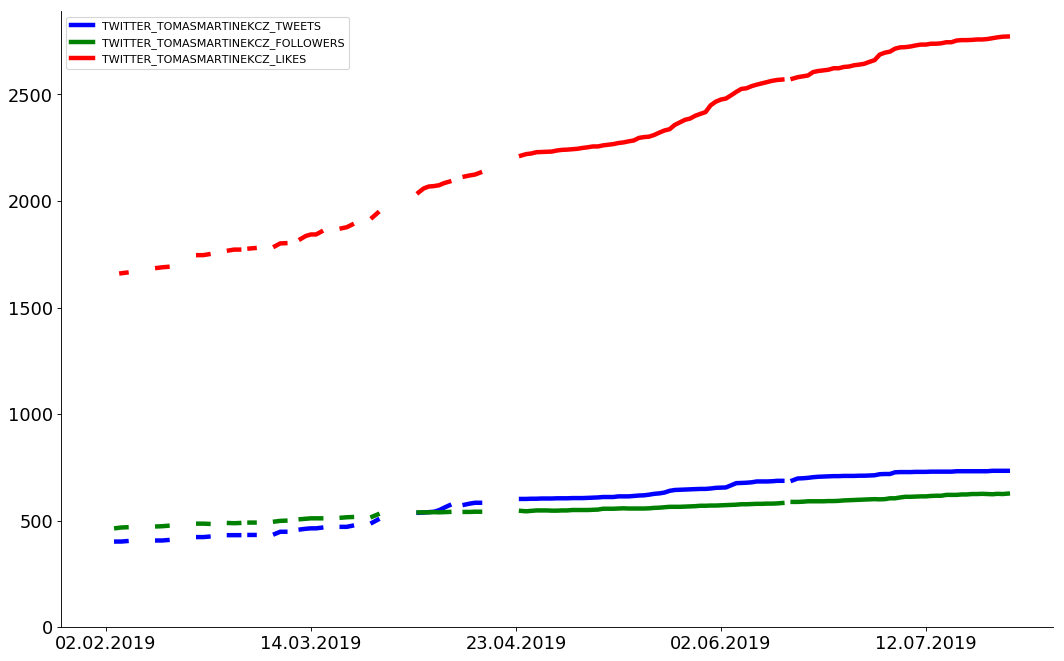 TWITTER_TOMASMARTINEKCZ_TWEETS
TWITTER_TOMASMARTINEKCZ_FOLLOWERS
TWITTER_TOMASMARTINEKCZ_LIKES
2500
2000
1500
1000
500
0
02.02.2019 14.03.2019 23.04.2019 02.06.2019 12.07.2019